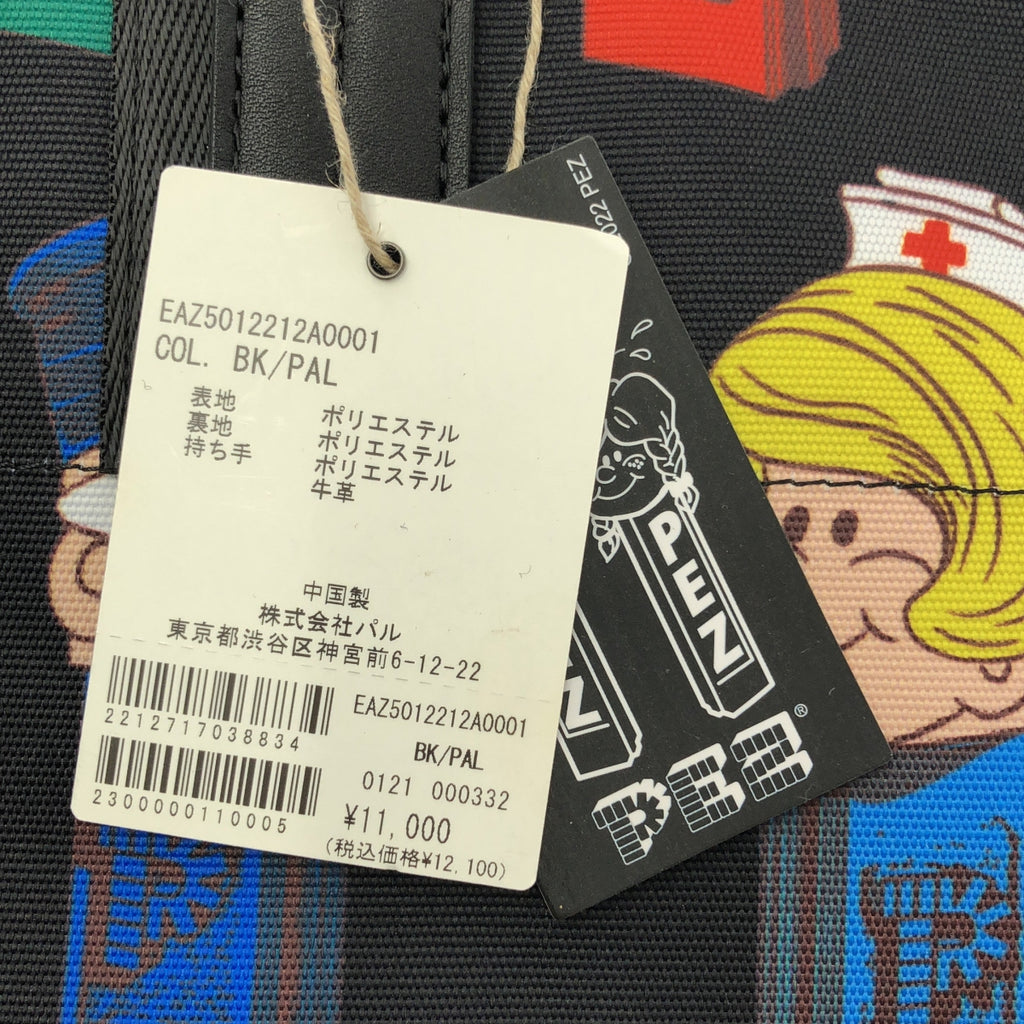 EAZ5012212A0001
COL. BK/PAL
表地 ポリエステル
裏地 ポリエステル
持ち手 ポリエステル
牛革
中国製
株式会社パル
東京都渋谷区神宮前6-12-22
2212717038834
EAZ5012212A0001
BK/PAL
2300000110005
0121 000332
¥11,000
(税込価格¥12,100)
022 PEZ
PEZ
Z
PEZ®